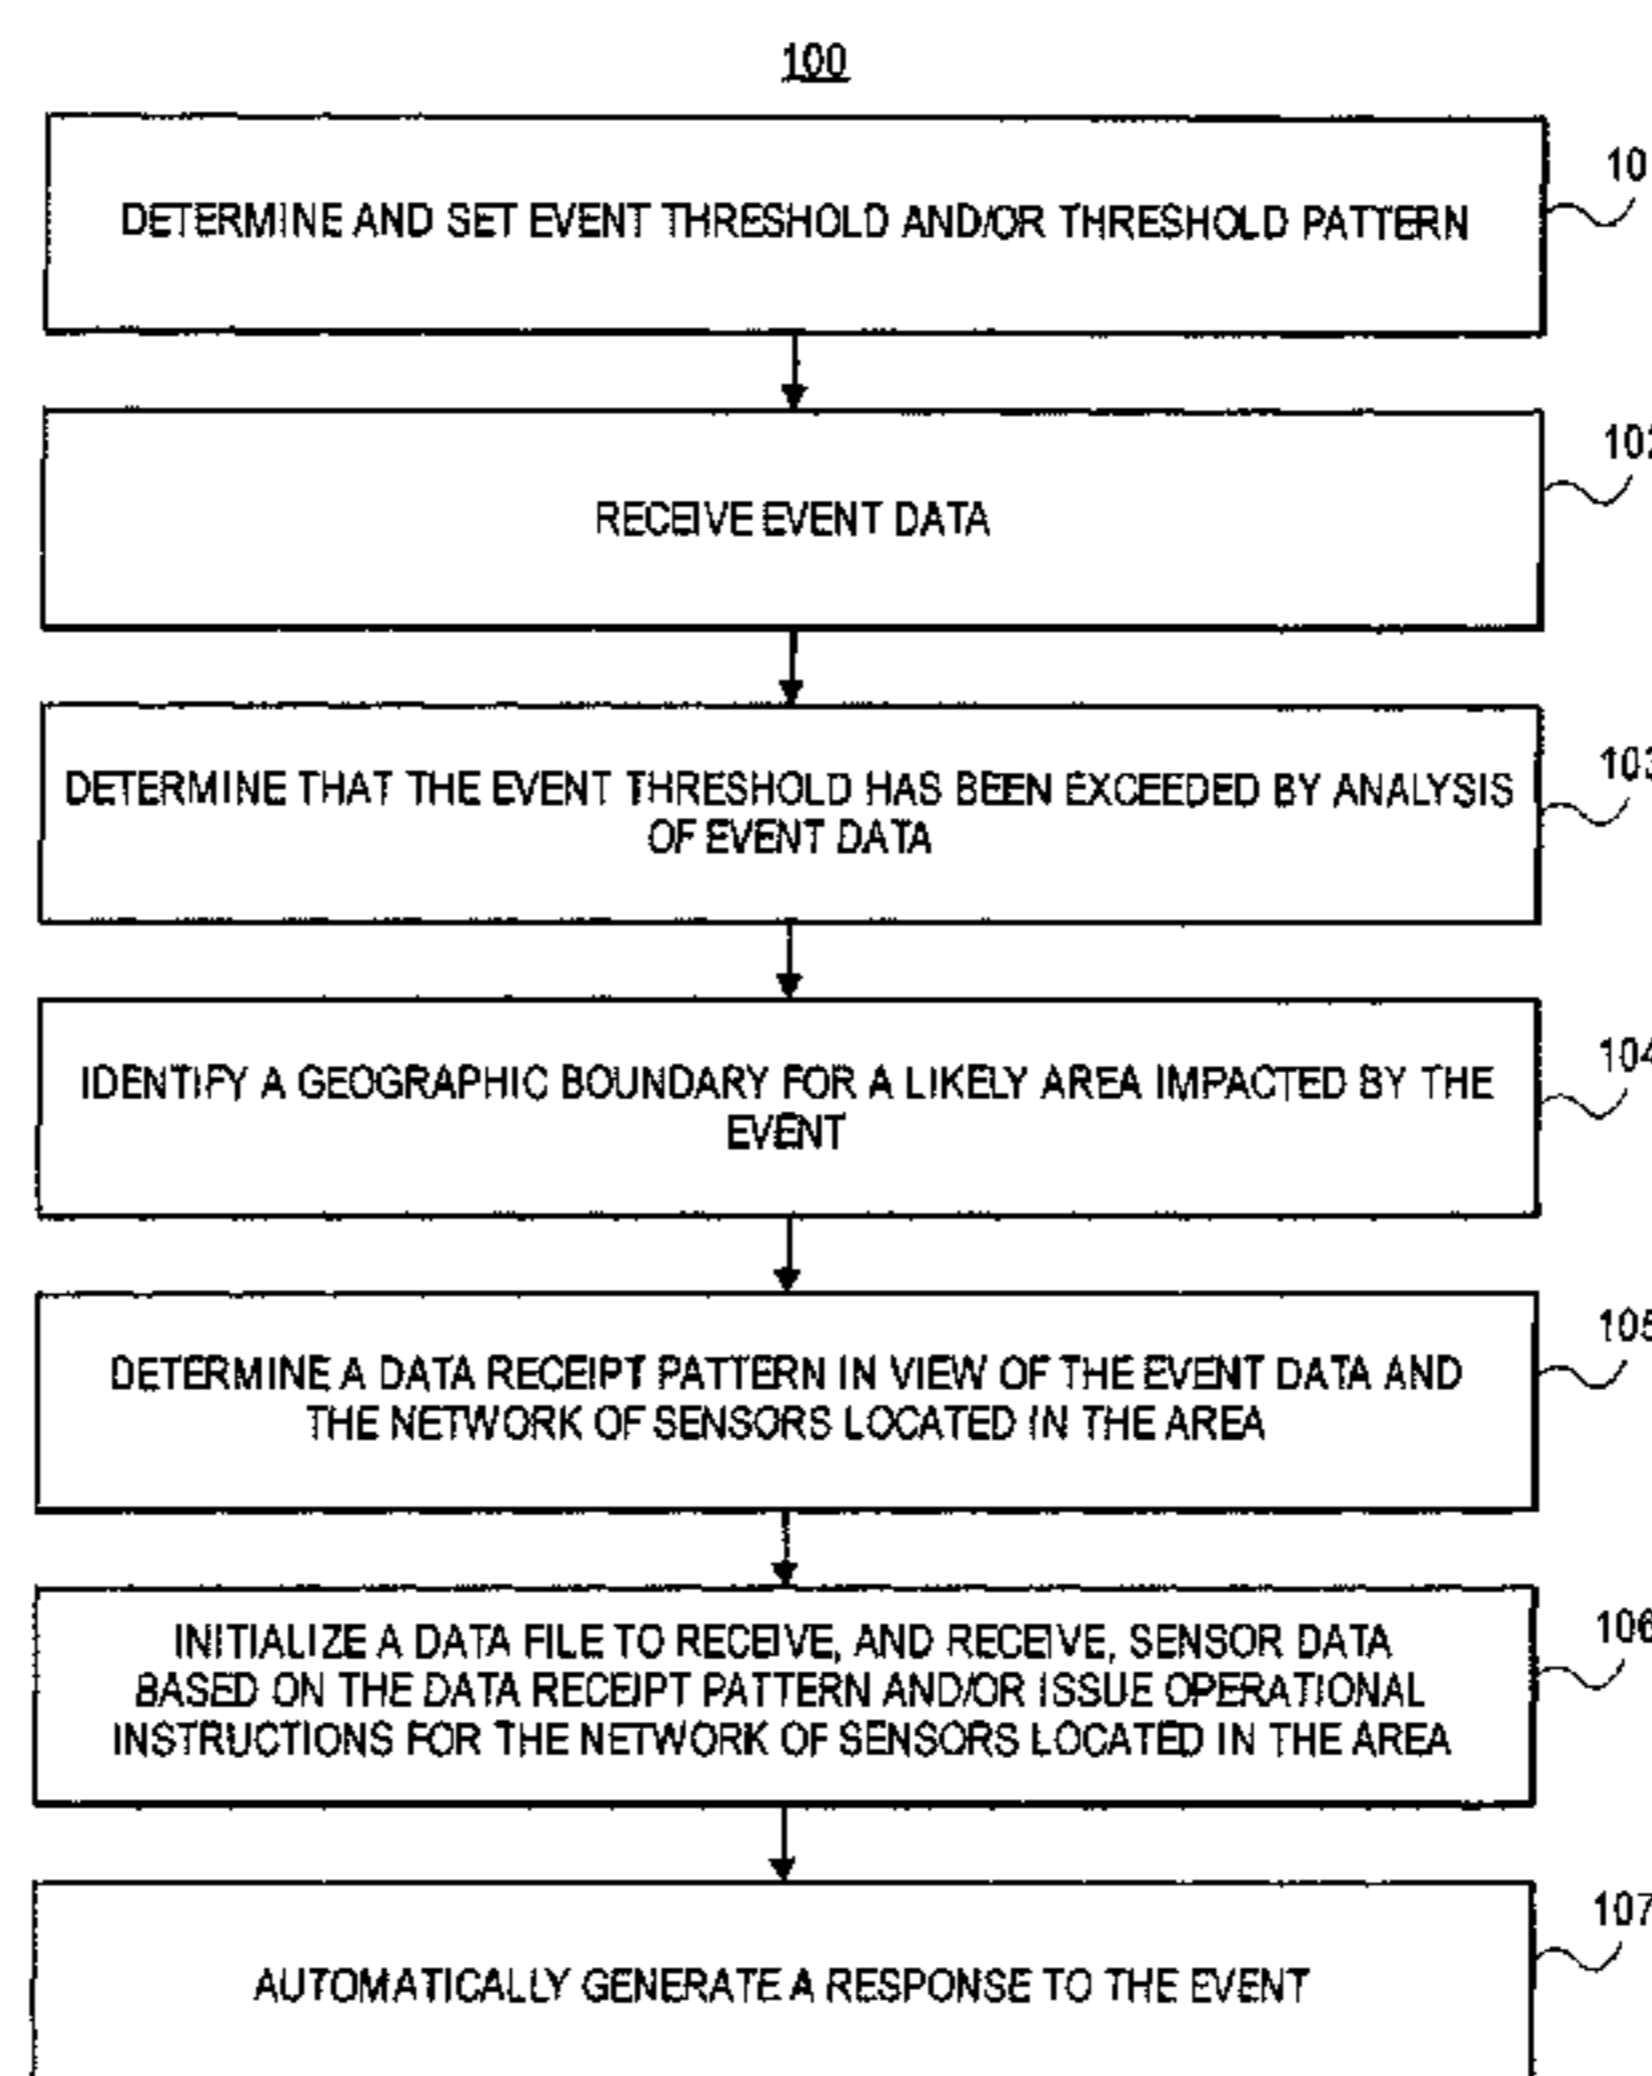 100
DETERMINE AND SET EVENT THRESHOLD AND/OR THRESHOLD PATTERN
10
RECEIVE EVENT DATA
102
DETERMINE THAT THE EVENT THRESHOLD HAS BEEN EXCEEDED BY ANALYSIS
OF EVENT DATA
103
IDENTIFY A GEOGRAPHIC BOUNDARY FOR A LIKELY AREA IMPACTED BY THE
EVENT
104
DETERMINE A DATA RECEIPT PATTERN IN VIEW OF THE EVENT DATA AND
THE NETWORK OF SENSORS LOCATED IN THE AREA
105
INITIALIZE A DATA FILE TO RECEIVE, AND RECEIVE, SENSOR DATA
BASED ON THE DATA RECEIPT PATTERN AND/OR ISSUE OPERATIONAL
INSTRUCTIONS FOR THE NETWORK OF SENSORS LOCATED IN THE AREA
106
AUTOMATICALLY GENERATE A RESPONSE TO THE EVENT
107